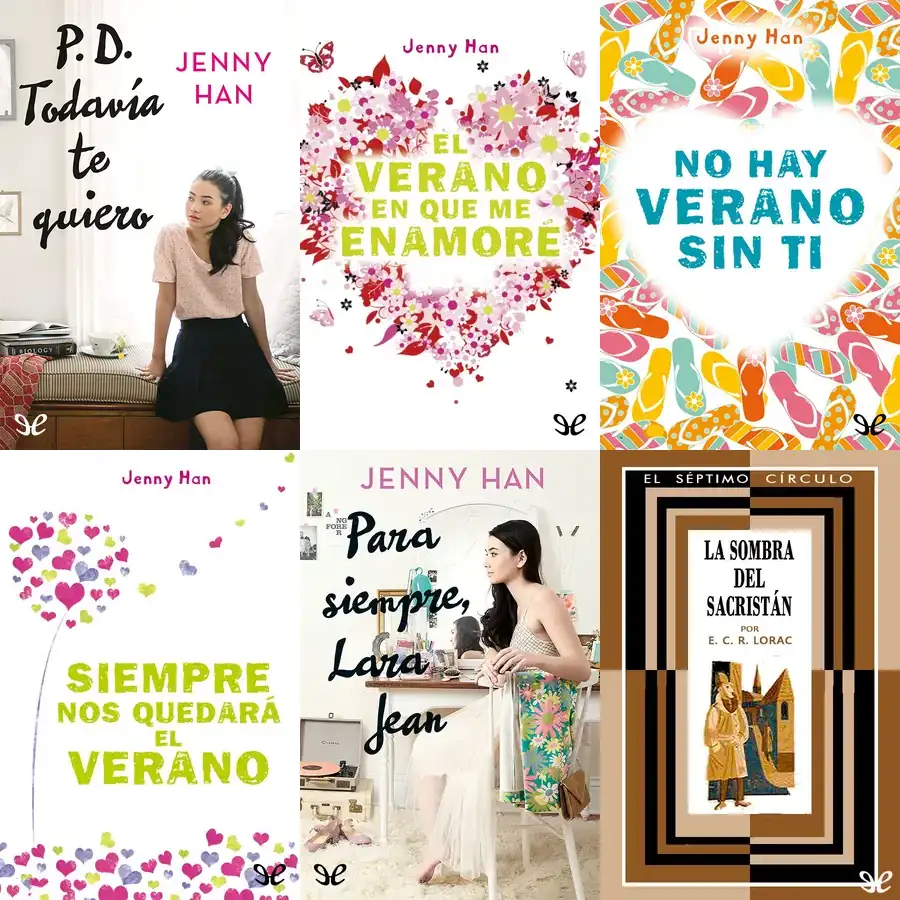 P. D.
Todavía
te
quiero
JENNY
HAN
BIOLOGY
Jenny Han
EL
VERANO
EN QUE ME
ENAMORÉ
Jenny Han
NO HAY
VERANO
SIN TI
Jenny Han
SIEMPRE
NOS QUEDARÁ
EL
VERANO
JENNY HAN
Para
siempre,
Lara
Jean
EL SÉPTIMO CÍRCULO
LA SOMBRA
DEL
SACRISTÁN
POR
E. C. R. LORAC